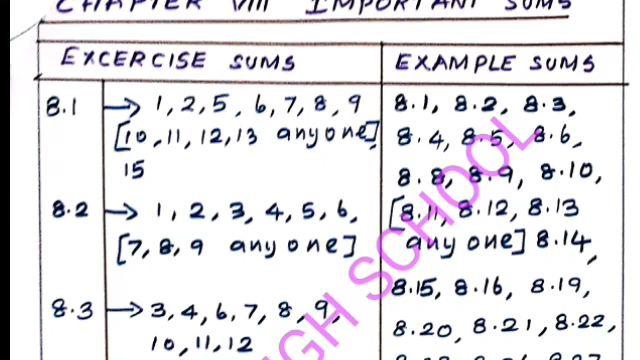 CHAPTER VIII IMPORTANT SUMS
EXCERCISE SUMS
EXAMPLE SUMS
8.1 → 1, 2, 5, 6, 7, 8, 9
[10, 11, 12, 13 anyone],
15
8.2 → 1, 2, 3, 4, 5, 6,
[7, 8, 9 anyone]
8.3 → 3, 4, 6, 7, 8, 9,
10, 11, 12
8.1, 8.2, 8.3,
8.4, 8.5, 8.6,
8.8, 8.9, 8.10,
[8.11, 8.12, 8.13
anyone] 8.14,
8.15, 8.16, 8.19,
8.20, 8.21, 8.22,
HIGH SCHOOL